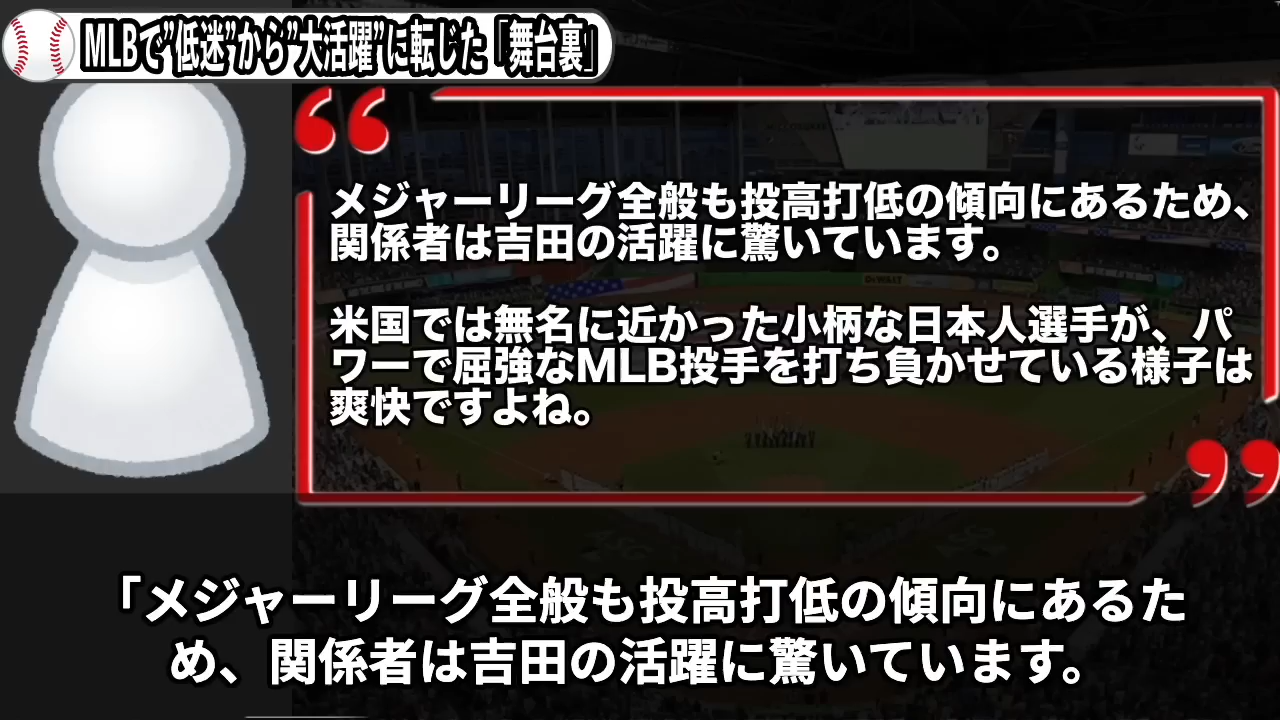 MLBで”低迷”から”大活躍”に転じた「舞台裏」
メジャーリーグ全般も投高打低の傾向にあるため、
関係者は吉田の活躍に驚いています。
米国では無名に近かった小柄な日本人選手が、パ
ワーで屈強なMLB投手を打ち負かせている様子は
爽快ですよね。
「メジャーリーグ全般も投高打低の傾向にあるた
め、関係者は吉田の活躍に驚いています。